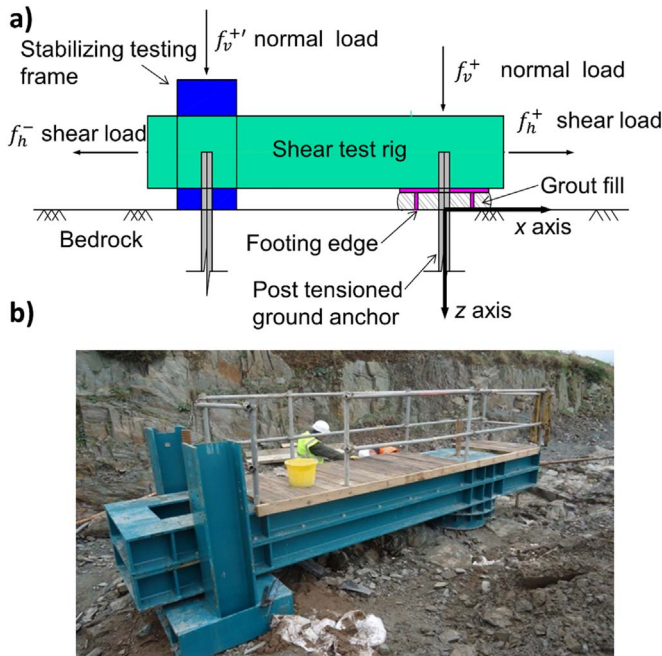 a)
Stabilizing testing
frame
f_v^{+'} normal load
f_v^+ normal load
f_h^- shear load
f_h^+ shear load
Shear test rig
Grout fill
Bedrock
Footing edge
x axis
Post tensioned
ground anchor
z axis
b)